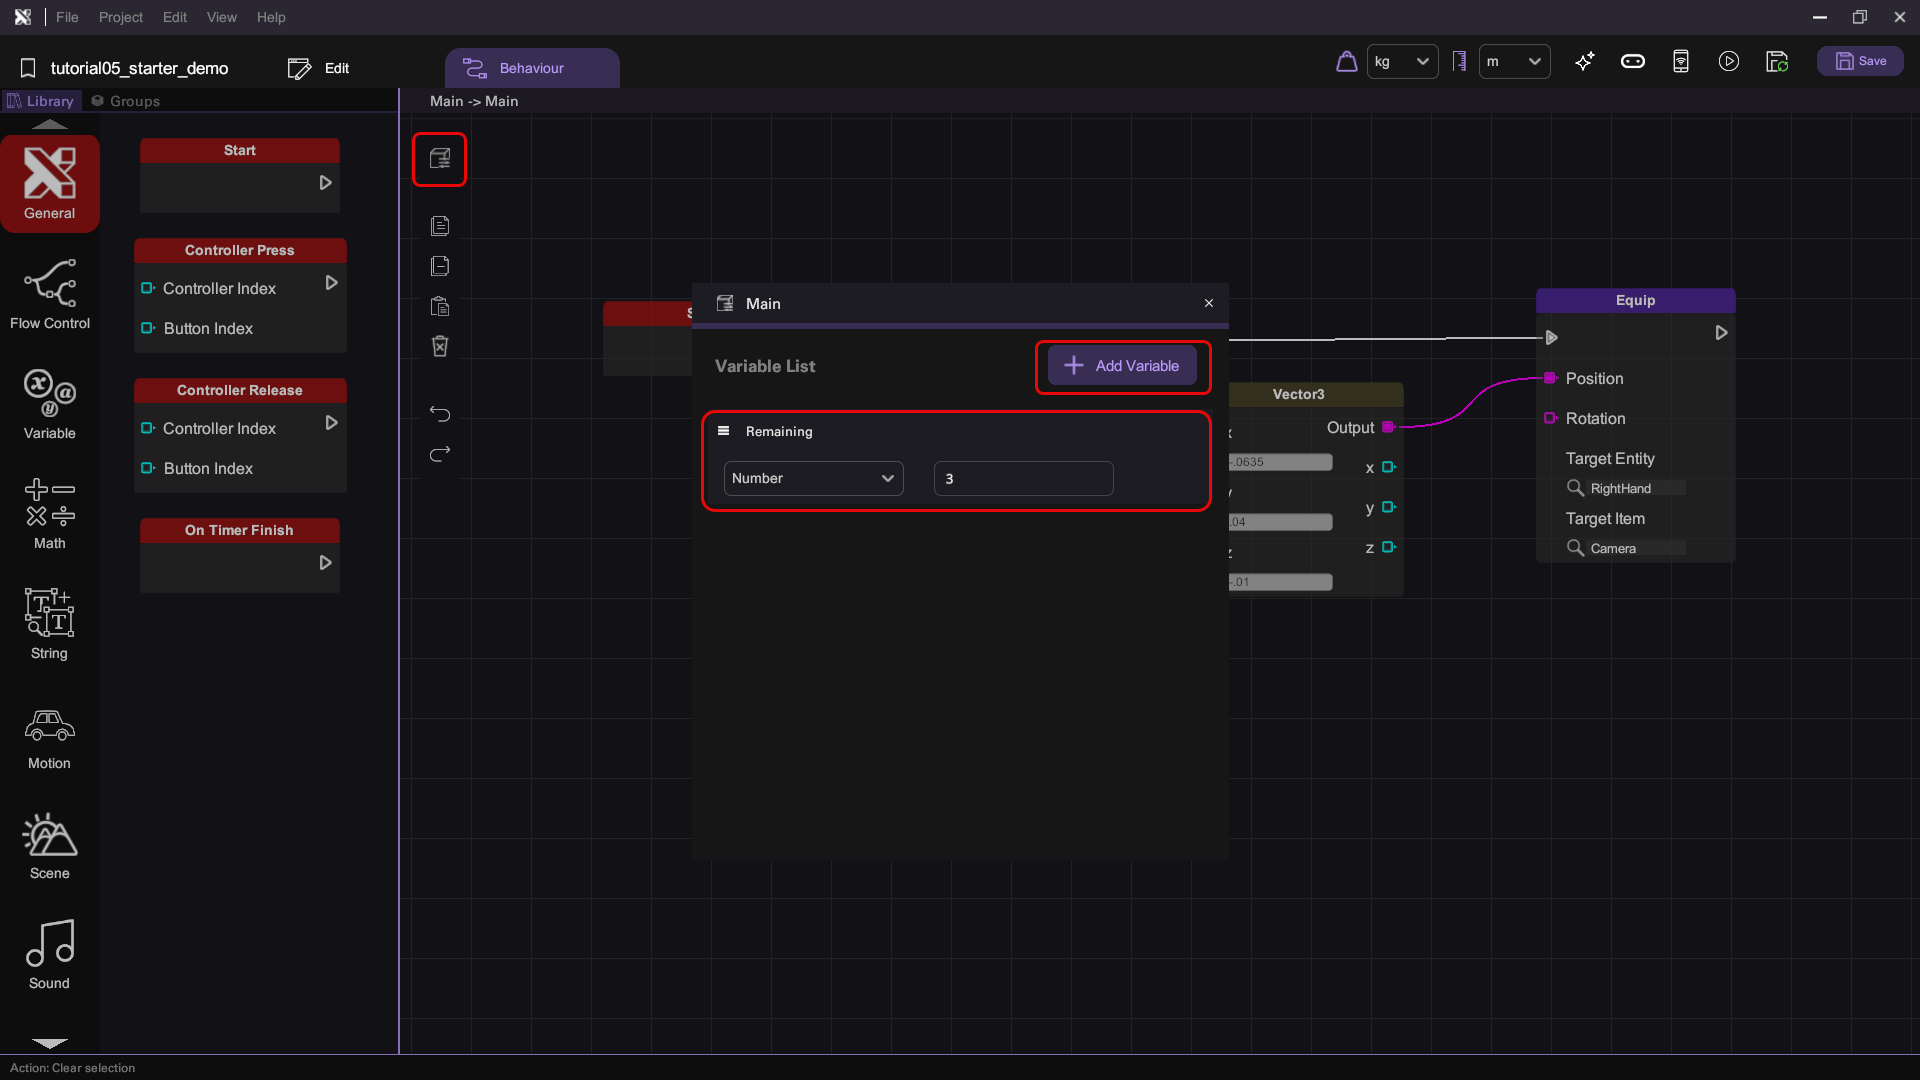 File Project Edit View Help
tutorial05_starter_demo Edit Behaviour kg m Save
Library Groups Main -> Main
General
Flow Control
Variable
Math
String
Motion
Scene
Sound
Start
Controller Press
Controller Index
Button Index
Controller Release
Controller Index
Button Index
On Timer Finish
Main
Variable List Add Variable
Remaining
Number 3
Vector3
Output
-.0635
x
y
.04
z
-.01
Equip
Position
Rotation
Target Entity
RightHand
Target Item
Camera
Action: Clear selection